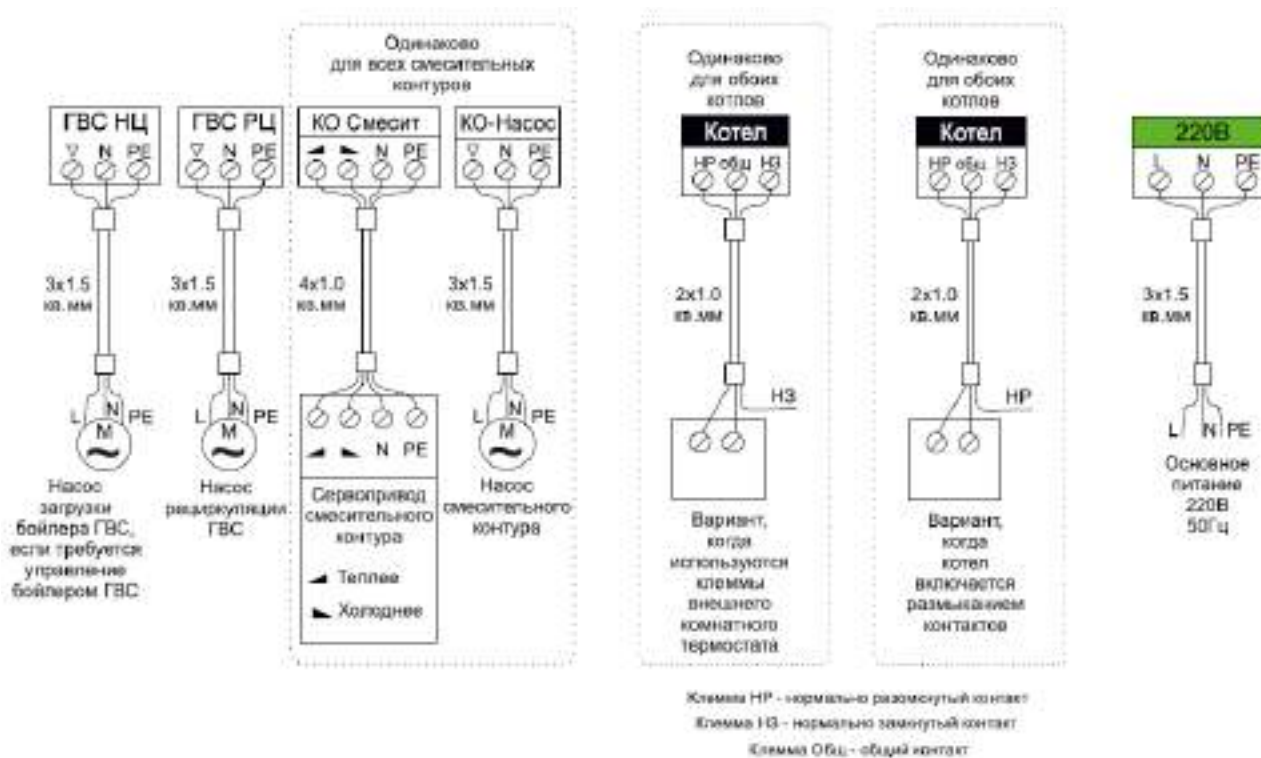 Одинаково
для всех смесительных
контуров
ГВС НЦ
N PE
ГВС РЦ
N PE
КО Смесит
N PE
КО-Насос
N PE
3x1.5
кв.мм
3x1.5
кв.мм
4x1.0
кв.мм
3x1.5
кв.мм
L N PE
M
L N PE
M
N PE
L N PE
M
Насос
загрузки
бойлера ГВС,
если требуется
управление
бойлером ГВС
Насос
рециркуляции
ГВС
Сервопривод
смесительного
контура
Теплее
Холоднее
Насос
смесительного
контура
Одинаково
для обоих
котлов
Котел
НР общ НЗ
2x1.0
кв.мм
НЗ
Вариант,
когда
используются
клеммы
внешнего
комнатного
термостата
Одинаково
для обоих
котлов
Котел
НР общ НЗ
2x1.0
кв.мм
НР
Вариант,
когда
котел
включается
размыканием
контактов
220В
L N PE
3x1.5
кв.мм
L N PE
Основное
питание
220В
50Гц
Клемма НР - нормально разомкнутый контакт
Клемма НЗ - нормально замкнутый контакт
Клемма Общ - общий контакт